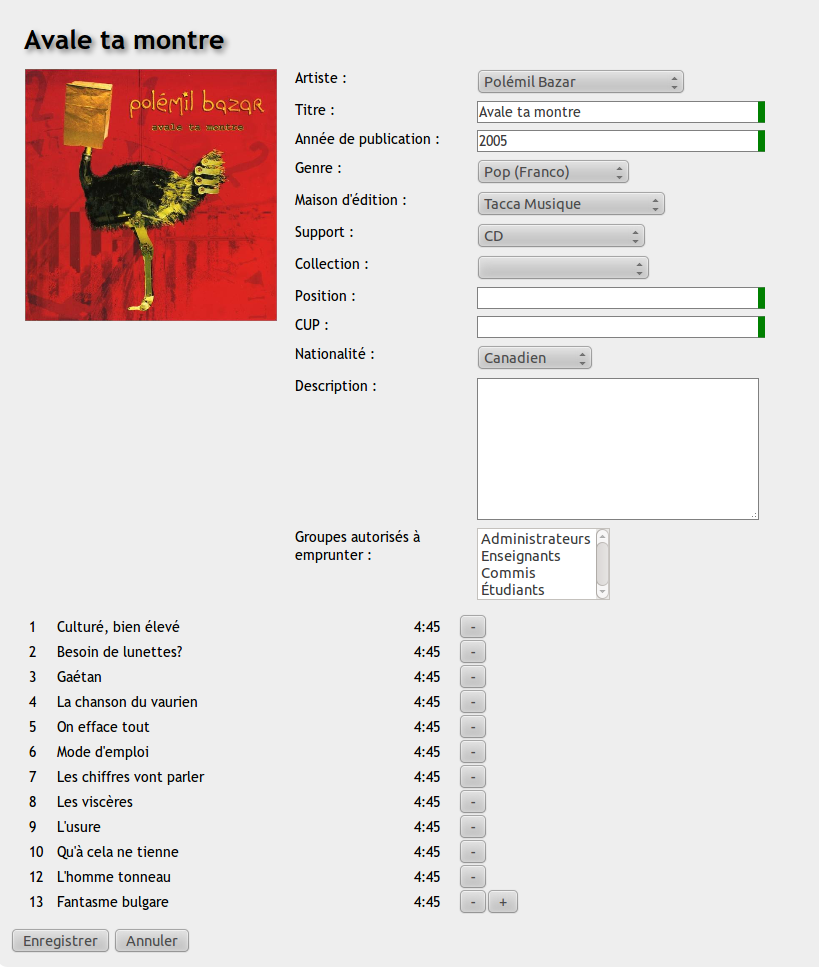 Avale ta montre
polémil bazar
avale ta montre
Artiste : Polémil Bazar
Titre : Avale ta montre
Année de publication : 2005
Genre : Pop (Franco)
Maison d'édition : Tacca Musique
Support : CD
Collection :
Position :
CUP :
Nationalité : Canadien
Description :
Groupes autorisés à
emprunter :
Administrateurs
Enseignants
Commis
Étudiants
1 Culturé, bien élevé 4:45 -
2 Besoin de lunettes? 4:45 -
3 Gaétan 4:45 -
4 La chanson du vaurien 4:45 -
5 On efface tout 4:45 -
6 Mode d'emploi 4:45 -
7 Les chiffres vont parler 4:45 -
8 Les viscères 4:45 -
9 L'usure 4:45 -
10 Qu'à cela ne tienne 4:45 -
12 L'homme tonneau 4:45 -
13 Fantasme bulgare 4:45 - +
Enregistrer Annuler